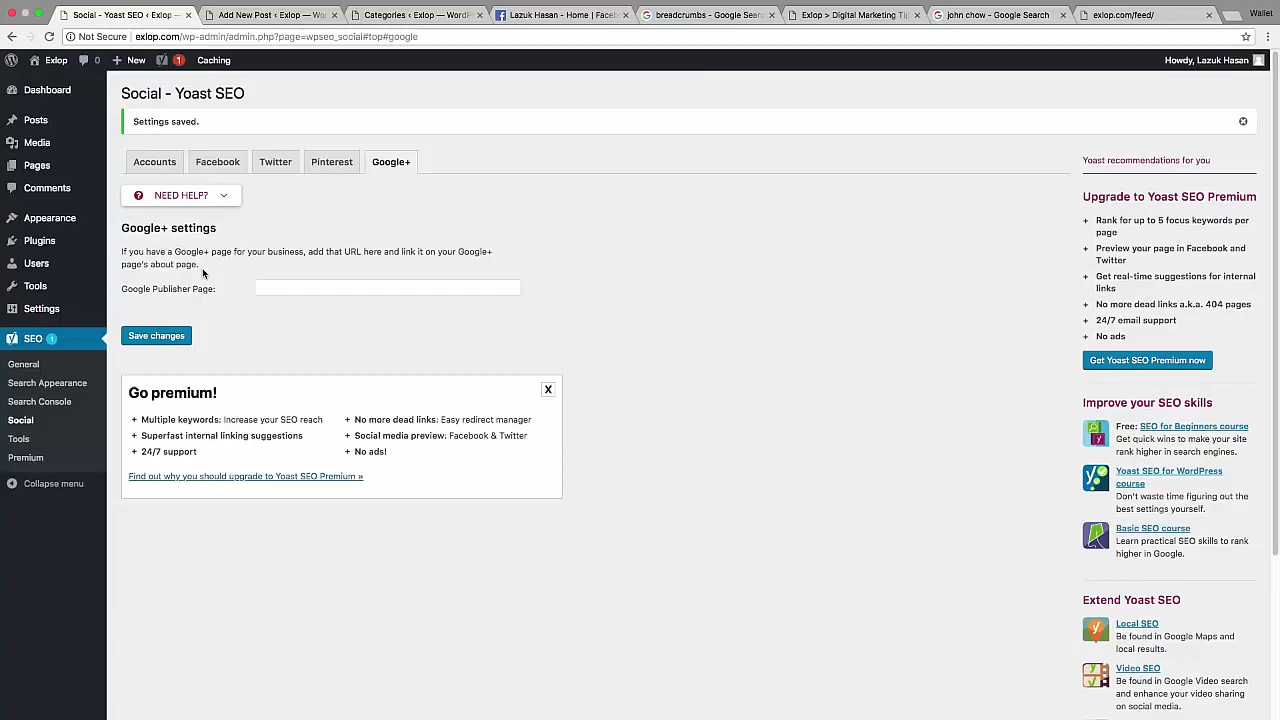 Social - Yoast SEO ‹ Exlop —
Add New Post ‹ Exlop — Wor
Categories ‹ Exlop — WordP
Lazuk Hasan - Home | Faceb
breadcrumbs - Google Sear
Exlop > Digital Marketing Tip
john chow - Google Search
exlop.com/feed/
Wallet
Not Secure
exlop.com/wp-admin/admin.php?page=wpseo_social#top#google
Exlop
0
New
1
Caching
Howdy, Lazuk Hasan
Dashboard
Posts
Media
Pages
Comments
Appearance
Plugins
Users
Tools
Settings
SEO 1
General
Search Appearance
Search Console
Social
Tools
Premium
Collapse menu
Social - Yoast SEO
Settings saved.
Accounts
Facebook
Twitter
Pinterest
Google+
NEED HELP?
Google+ settings
If you have a Google+ page for your business, add that URL here and link it on your Google+
page's about page.
Google Publisher Page:
Save changes
Go premium!
X
+ Multiple keywords: Increase your SEO reach
+ No more dead links: Easy redirect manager
+ Superfast internal linking suggestions
+ Social media preview: Facebook & Twitter
+ 24/7 support
+ No ads!
Find out why you should upgrade to Yoast SEO Premium »
Yoast recommendations for you
Upgrade to Yoast SEO Premium
+ Rank for up to 5 focus keywords per
page
+ Preview your page in Facebook and
Twitter
+ Get real-time suggestions for internal
links
+ No more dead links a.k.a. 404 pages
+ 24/7 email support
+ No ads
Get Yoast SEO Premium now
Improve your SEO skills
Free: SEO for Beginners course
Get quick wins to make your site
rank higher in search engines.
Yoast SEO for WordPress
course
Don't waste time figuring out the
best settings yourself.
Basic SEO course
Learn practical SEO skills to rank
higher in Google.
Extend Yoast SEO
Local SEO
Be found in Google Maps and
local results.
Video SEO
Be found in Google Video search
and enhance your video sharing
on social media.